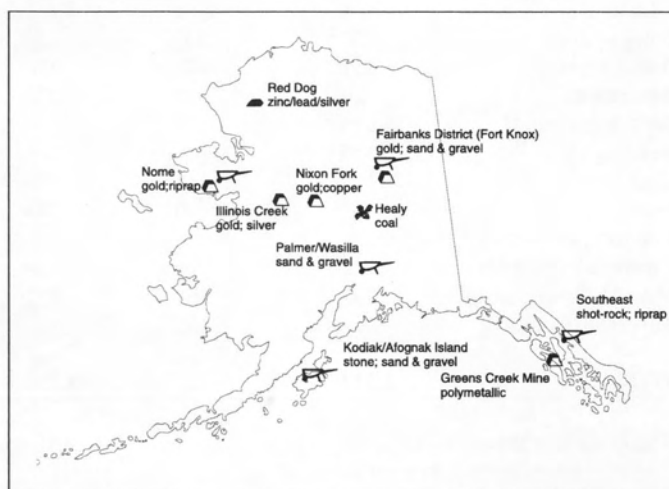 Red Dog
zinc/lead/silver
Fairbanks District (Fort Knox)
gold; sand & gravel
Nome
gold;riprap
Nixon Fork
gold;copper
Illinois Creek
gold; silver
Healy
coal
Palmer/Wasilla
sand & gravel
Southeast
shot-rock; riprap
Kodiak/Afognak Island
stone; sand & gravel
Greens Creek Mine
polymetallic